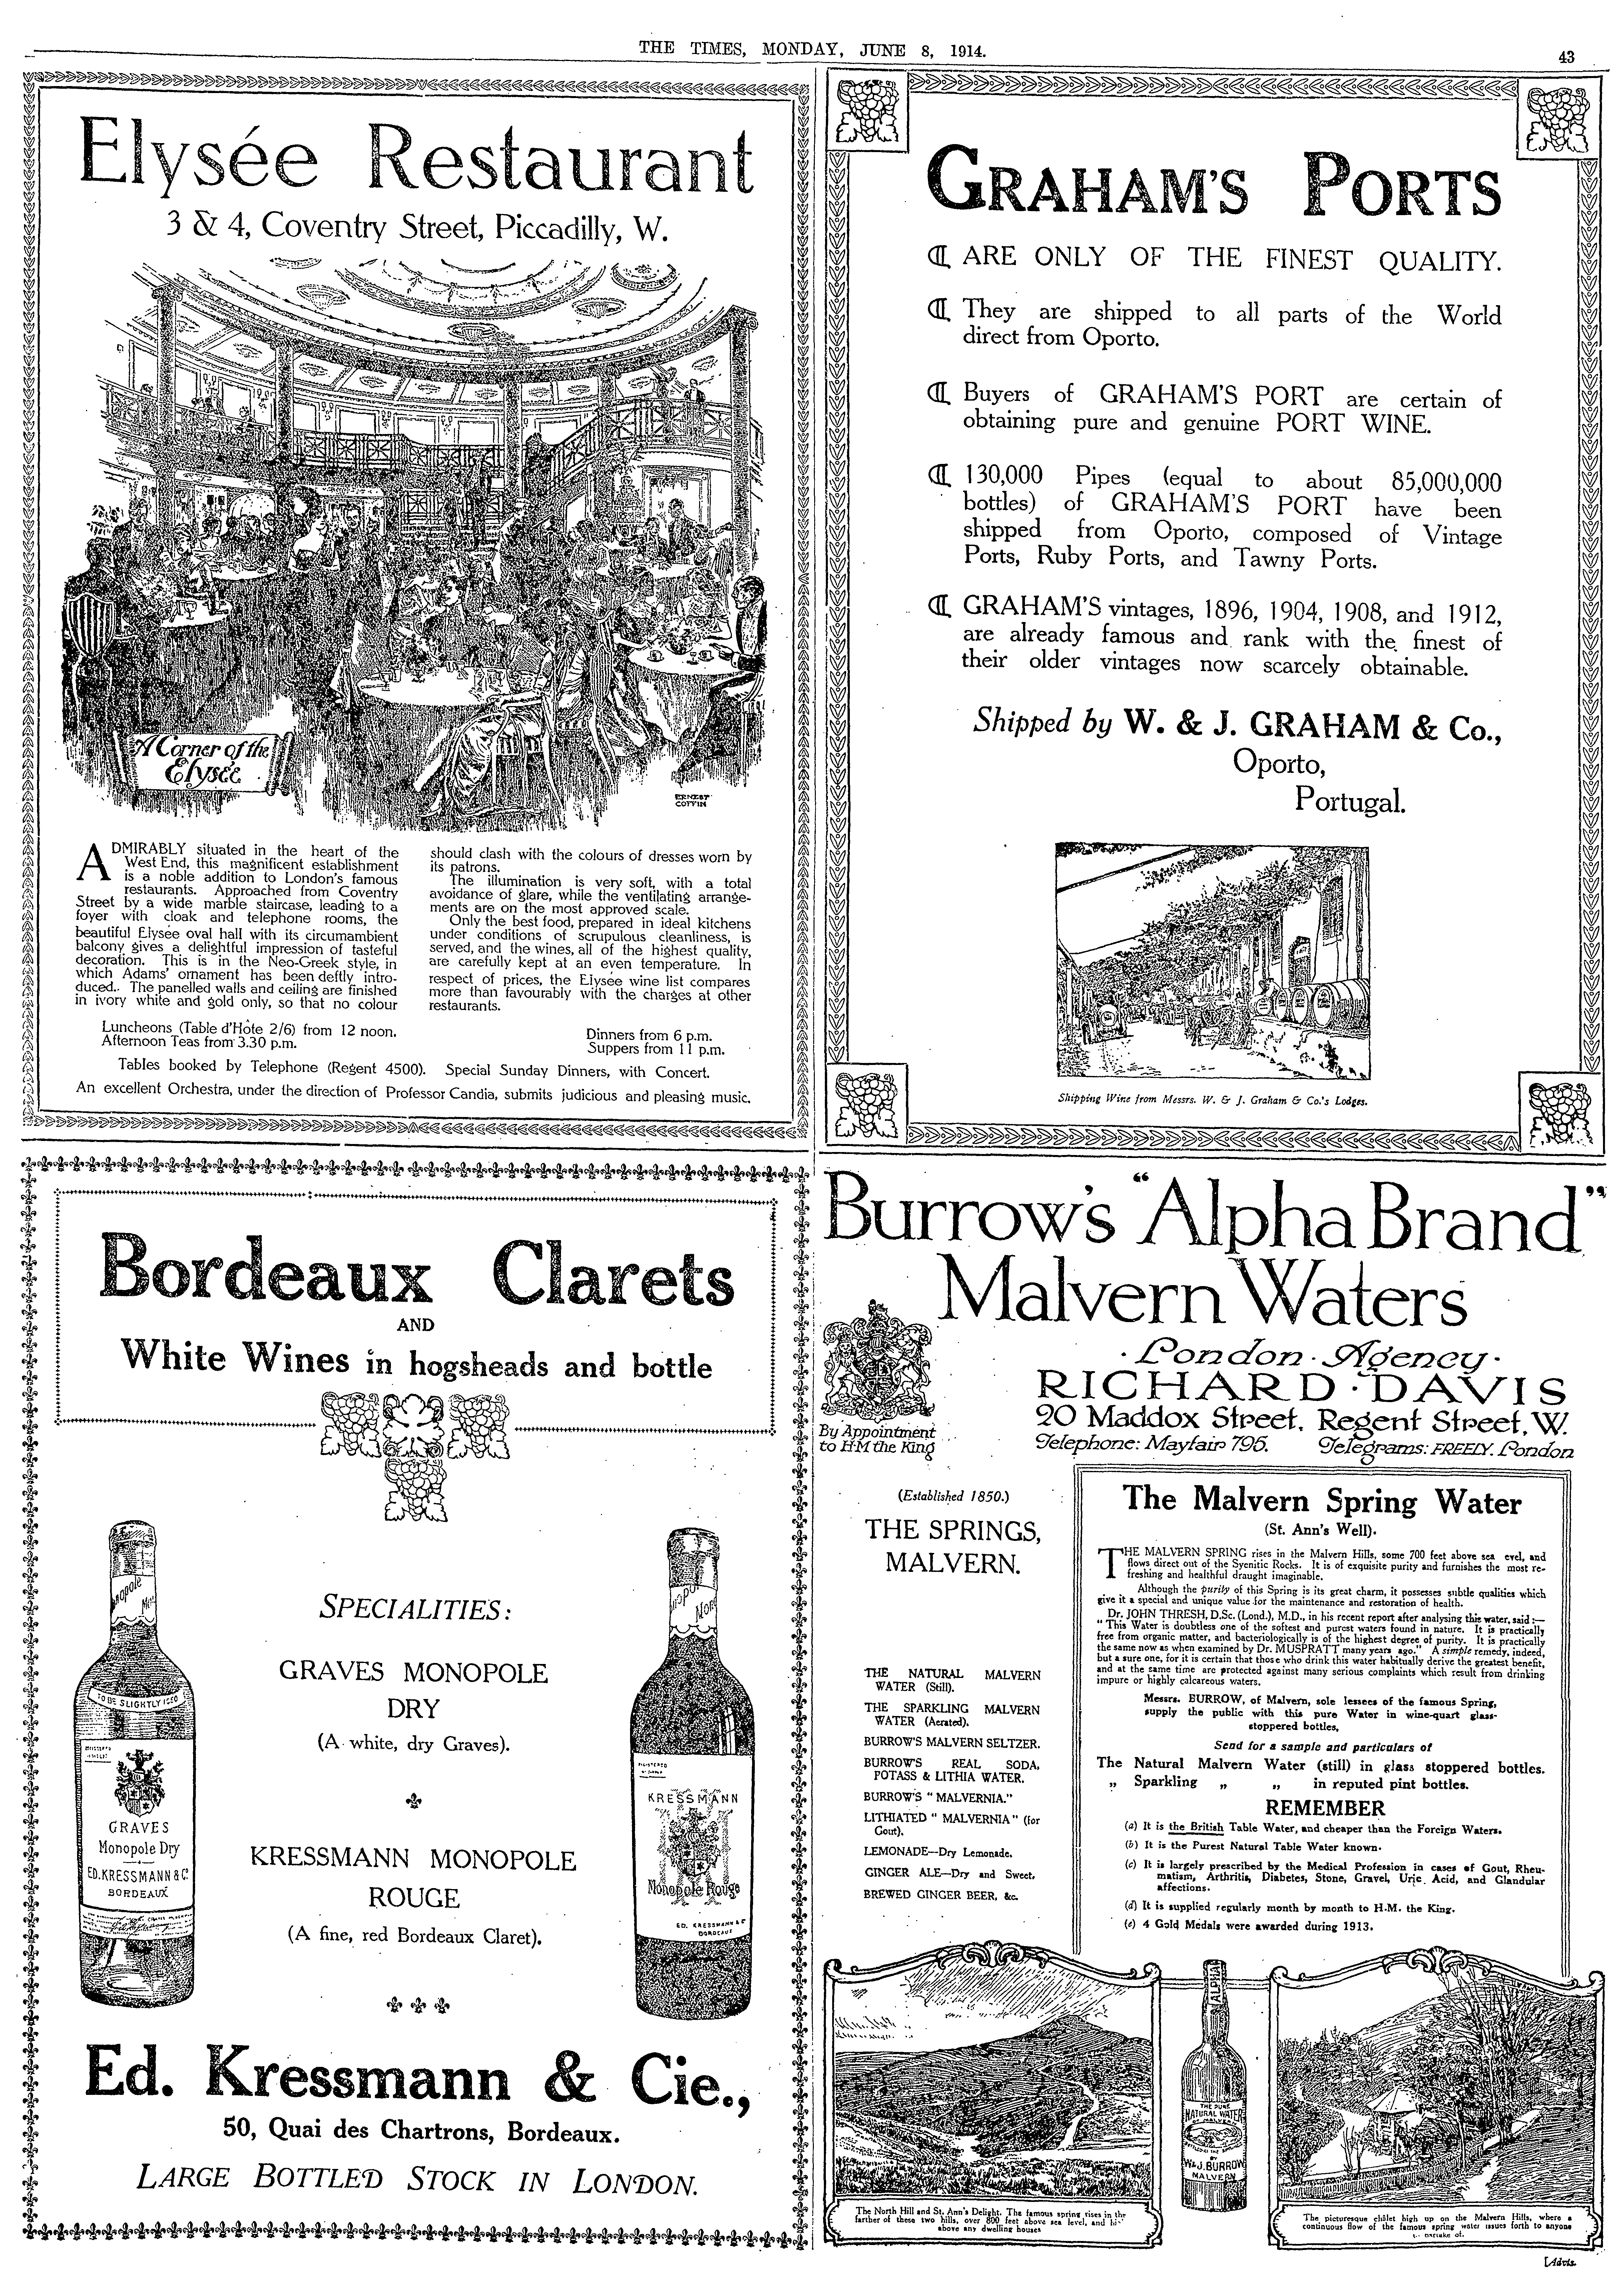 THE TIMES, MONDAY, JUNE 8, 1914.
43
Elysée Restaurant
3 & 4, Coventry Street, Piccadilly, W.
A Corner of the
Elysée
ERNEST
COFFIN
ADMIRABLY situated in the heart of the
West End, this magnificent establishment
is a noble addition to London's famous
restaurants. Approached from Coventry
Street by a wide marble staircase, leading to a
foyer with cloak and telephone rooms, the
beautiful Elysée oval hall with its circumambient
balcony gives a delightful impression of tasteful
decoration. This is in the Neo-Greek style, in
which Adams' ornament has been deftly intro-
duced. The panelled walls and ceiling are finished
in ivory white and gold only, so that no colour
should clash with the colours of dresses worn by
its patrons.
The illumination is very soft, with a total
avoidance of glare, while the ventilating arrange-
ments are on the most approved scale.
Only the best food, prepared in ideal kitchens
under conditions of scrupulous cleanliness, is
served, and the wines, all of the highest quality,
are carefully kept at an even temperature. In
respect of prices, the Elysée wine list compares
more than favourably with the charges at other
restaurants.
Luncheons (Table d'Hôte 2/6) from 12 noon.
Afternoon Teas from 3.30 p.m.
Dinners from 6 p.m.
Suppers from 11 p.m.
Tables booked by Telephone (Regent 4500). Special Sunday Dinners, with Concert.
An excellent Orchestra, under the direction of Professor Candia, submits judicious and pleasing music.
GRAHAM'S PORTS
ARE ONLY OF THE FINEST QUALITY.
They are shipped to all parts of the World
direct from Oporto.
Buyers of GRAHAM'S PORT are certain of
obtaining pure and genuine PORT WINE.
130,000 Pipes (equal to about 85,000,000
bottles) of GRAHAM'S PORT have been
shipped from Oporto, composed of Vintage
Ports, Ruby Ports, and Tawny Ports.
GRAHAM'S vintages, 1896, 1904, 1908, and 1912,
are already famous and rank with the finest of
their older vintages now scarcely obtainable.
Shipped by W. & J. GRAHAM & Co.,
Oporto,
Portugal.
Shipping Wine from Messrs. W. & J. Graham & Co.'s Lodges.
Bordeaux Clarets
AND
White Wines in hogsheads and bottle
Monopole
TO BE SLIGHTLY ICED
GRAVES
Monopole Dry
ED. KRESSMANN & C°.
BORDEAUX
SPECIALITIES:
GRAVES MONOPOLE
DRY
(A white, dry Graves).
KRESSMANN MONOPOLE
ROUGE
(A fine, red Bordeaux Claret).
KRESSMANN
Monopole Rouge
ED. KRESSMANN & C°
BORDEAUX
Ed. Kressmann & Cie.,
50, Quai des Chartrons, Bordeaux.
LARGE BOTTLED STOCK IN LONDON.
Burrow's "Alpha Brand"
Malvern Waters
By Appointment
to H M the King
London Agency
RICHARD DAVIS
20 Maddox Street, Regent Street, W.
Telephone: Mayfair 795. Telegrams: FREELY. London
(Established 1850.)
THE SPRINGS,
MALVERN.
THE NATURAL MALVERN
WATER (Still).
THE SPARKLING MALVERN
WATER (Aerated).
BURROW'S MALVERN SELTZER.
BURROW'S REAL SODA,
POTASS & LITHIA WATER.
BURROW'S "MALVERNIA."
LITHIATED "MALVERNIA" (for
Gout).
LEMONADE—Dry Lemonade.
GINGER ALE—Dry and Sweet.
BREWED GINGER BEER, &c.
The Malvern Spring Water
(St. Ann's Well).
THE MALVERN SPRING rises in the Malvern Hills, some 700 feet above sea evel, and
flows direct out of the Syenitic Rocks. It is of exquisite purity and furnishes the most re-
freshing and healthful draught imaginable.
Although the purity of this Spring is its great charm, it possesses subtle qualities which
give it a special and unique value for the maintenance and restoration of health.
Dr. JOHN THRESH, D.Sc. (Lond.), M.D., in his recent report after analysing this water, said:—
"This Water is doubtless one of the softest and purest waters found in nature. It is practically
free from organic matter, and bacteriologically is of the highest degree of purity. It is practically
the same now as when examined by Dr. MUSPRATT many years ago." A simple remedy, indeed,
but a sure one, for it is certain that those who drink this water habitually derive the greatest benefit,
and at the same time are protected against many serious complaints which result from drinking
impure or highly calcareous waters.
Messrs. BURROW, of Malvern, sole lessees of the famous Spring,
supply the public with this pure Water in wine-quart glass-
stoppered bottles.
Send for a sample and particulars of
The Natural Malvern Water (still) in glass stoppered bottles.
„ Sparkling „ „ in reputed pint bottles.
REMEMBER
(a) It is the British Table Water, and cheaper than the Foreign Waters.
(b) It is the Purest Natural Table Water known.
(c) It is largely prescribed by the Medical Profession in cases of Gout, Rheu-
matism, Arthritis, Diabetes, Stone, Gravel, Uric Acid, and Glandular
affections.
(d) It is supplied regularly month by month to H.M. the King.
(e) 4 Gold Medals were awarded during 1913.
The North Hill and St. Ann's Delight. The famous spring rises in the
farther of these two hills, over 800 feet above sea level, and
above any dwelling houses
ALPHA
THE PURE
NATURAL WATER
OF MALVERN
W & J. BURROW
MALVERN
The picturesque châlet high up on the Malvern Hills, where a
continuous flow of the famous spring water issues forth to anyone
partake of.
[Advts.